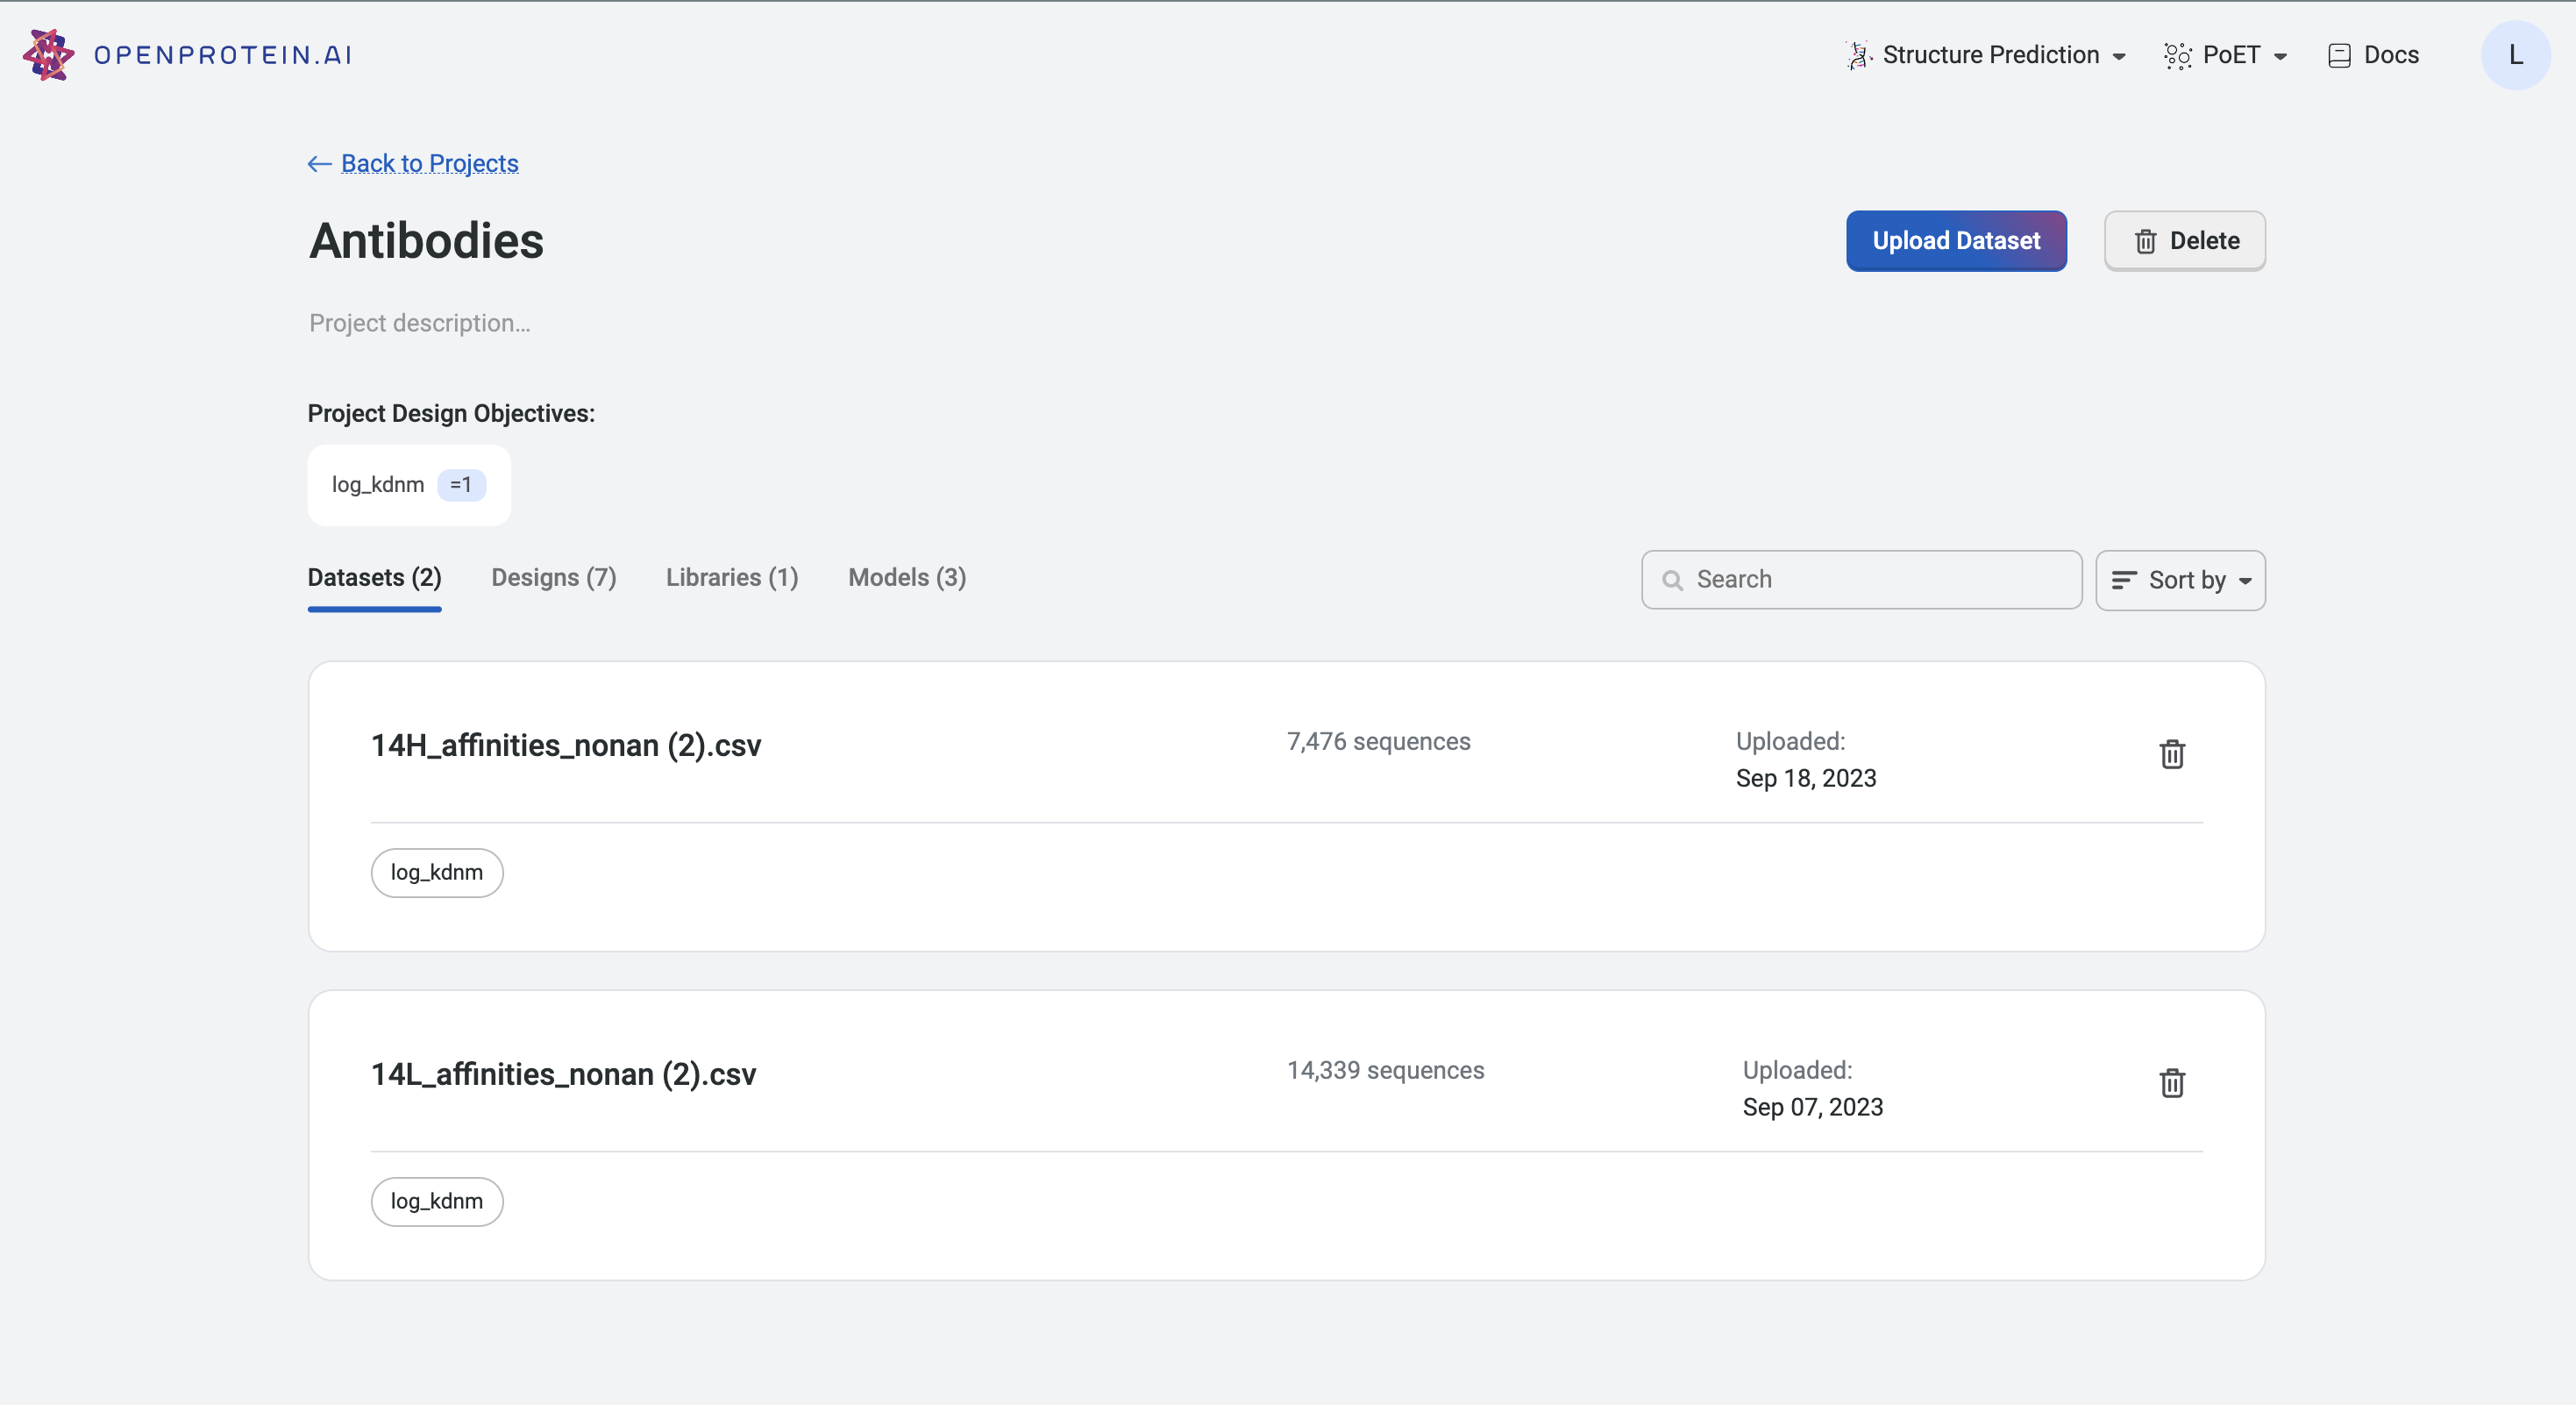 OPENPROTEIN.AI
Structure Prediction
PoET
Docs
L
Back to Projects
Antibodies
Upload Dataset
Delete
Project description...
Project Design Objectives:
log_kdnm =1
Datasets (2)
Designs (7)
Libraries (1)
Models (3)
Search
Sort by
14H_affinities_nonan (2).csv
7,476 sequences
Uploaded:
Sep 18, 2023
log_kdnm
14L_affinities_nonan (2).csv
14,339 sequences
Uploaded:
Sep 07, 2023
log_kdnm